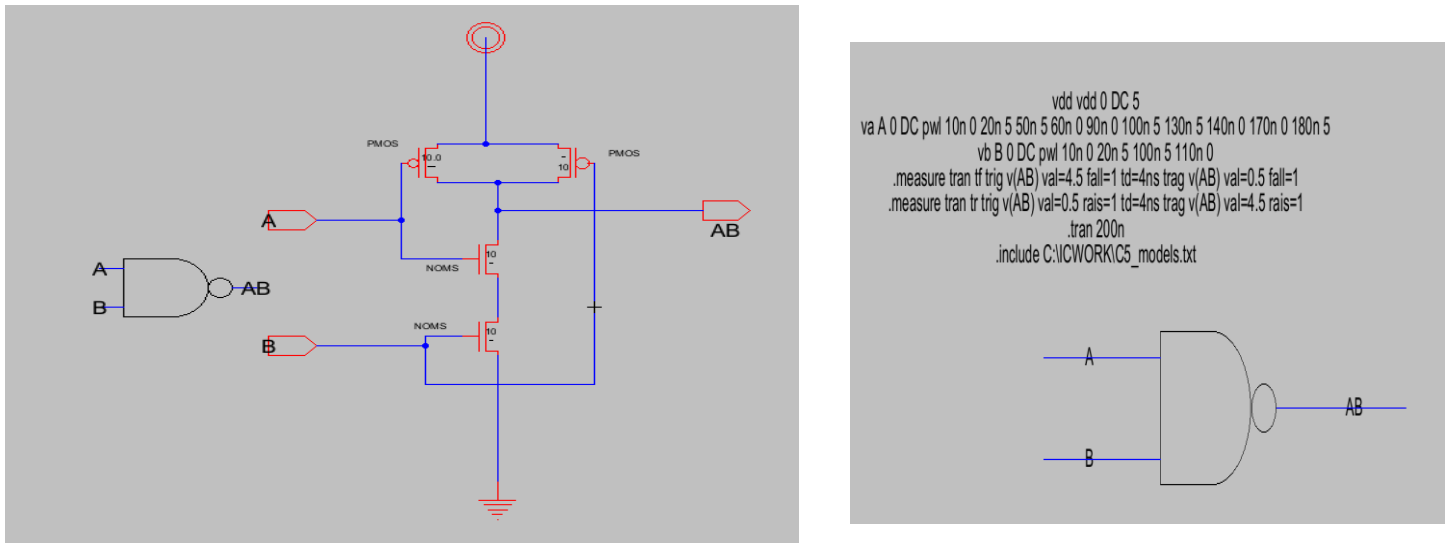 PMOS
10.0
PMOS
10
A
AB
10
NOMS
A
AB
B
NOMS
10
B
vdd vdd 0 DC 5
va A 0 DC pwl 10n 0 20n 5 50n 5 60n 0 90n 0 100n 5 130n 5 140n 0 170n 0 180n 5
vb B 0 DC pwl 10n 0 20n 5 100n 5 110n 0
.measure tran tf trig v(AB) val=4.5 fall=1 td=4ns trag v(AB) val=0.5 fall=1
.measure tran tr trig v(AB) val=0.5 rais=1 td=4ns trag v(AB) val=4.5 rais=1
.tran 200n
.include C:\ICWORK\C5_models.txt
A
AB
B